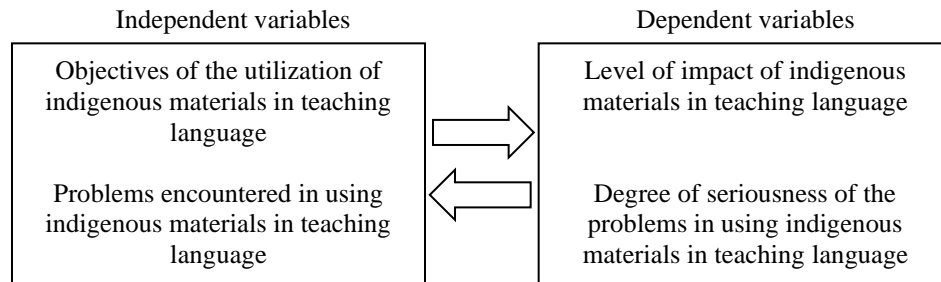 Independent variables
Objectives of the utilization of
indigenous materials in teaching
language
Problems encountered in using
indigenous materials in teaching
language
Dependent variables
Level of impact of indigenous
materials in teaching language
Degree of seriousness of the
problems in using indigenous
materials in teaching language